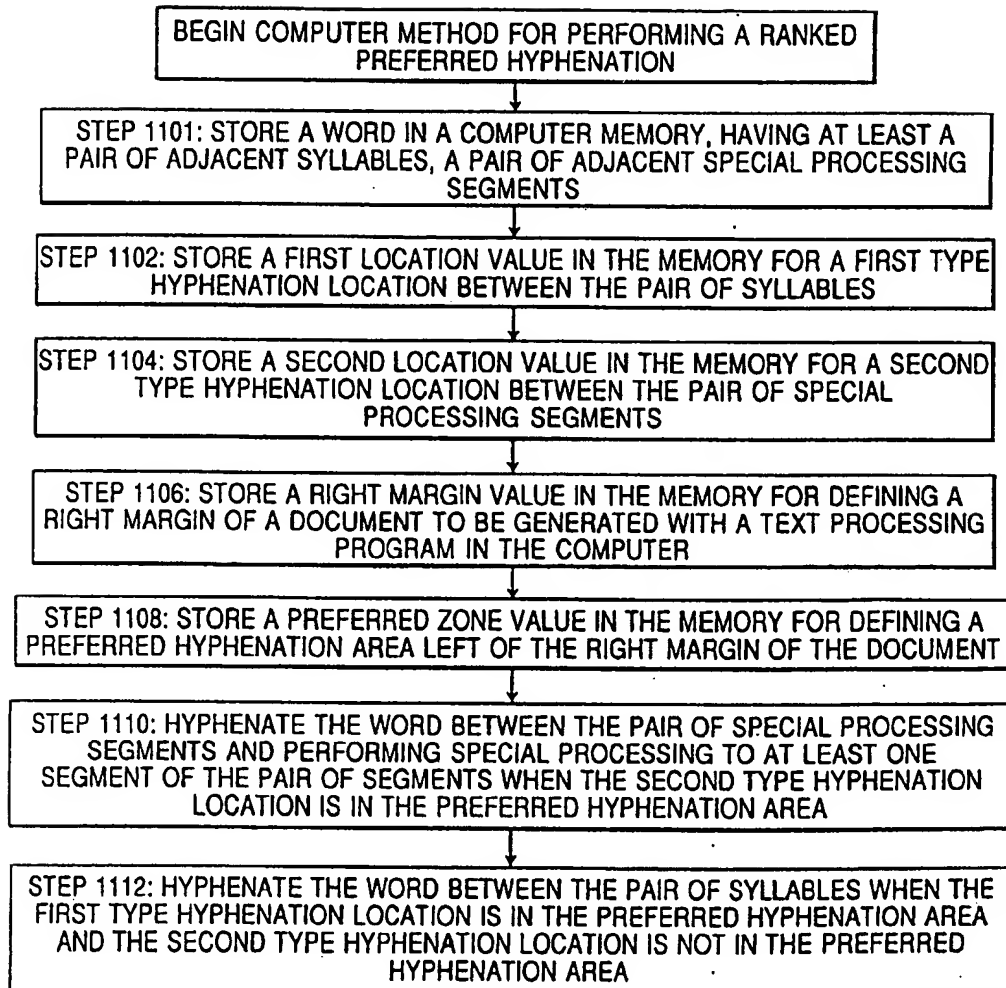 BEGIN COMPUTER METHOD FOR PERFORMING A RANKED
PREFERRED HYPHENATION
STEP 1101: STORE A WORD IN A COMPUTER MEMORY, HAVING AT LEAST A
PAIR OF ADJACENT SYLLABLES, A PAIR OF ADJACENT SPECIAL PROCESSING
SEGMENTS
STEP 1102: STORE A FIRST LOCATION VALUE IN THE MEMORY FOR A FIRST TYPE
HYPHENATION LOCATION BETWEEN THE PAIR OF SYLLABLES
STEP 1104: STORE A SECOND LOCATION VALUE IN THE MEMORY FOR A SECOND
TYPE HYPHENATION LOCATION BETWEEN THE PAIR OF SPECIAL
PROCESSING SEGMENTS
STEP 1106: STORE A RIGHT MARGIN VALUE IN THE MEMORY FOR DEFINING A
RIGHT MARGIN OF A DOCUMENT TO BE GENERATED WITH A TEXT PROCESSING
PROGRAM IN THE COMPUTER
STEP 1108: STORE A PREFERRED ZONE VALUE IN THE MEMORY FOR DEFINING A
PREFERRED HYPHENATION AREA LEFT OF THE RIGHT MARGIN OF THE DOCUMENT
STEP 1110: HYPHENATE THE WORD BETWEEN THE PAIR OF SPECIAL PROCESSING
SEGMENTS AND PERFORMING SPECIAL PROCESSING TO AT LEAST ONE
SEGMENT OF THE PAIR OF SEGMENTS WHEN THE SECOND TYPE HYPHENATION
LOCATION IS IN THE PREFERRED HYPHENATION AREA
STEP 1112: HYPHENATE THE WORD BETWEEN THE PAIR OF SYLLABLES WHEN THE
FIRST TYPE HYPHENATION LOCATION IS IN THE PREFERRED HYPHENATION AREA
AND THE SECOND TYPE HYPHENATION LOCATION IS NOT IN THE PREFERRED
HYPHENATION AREA